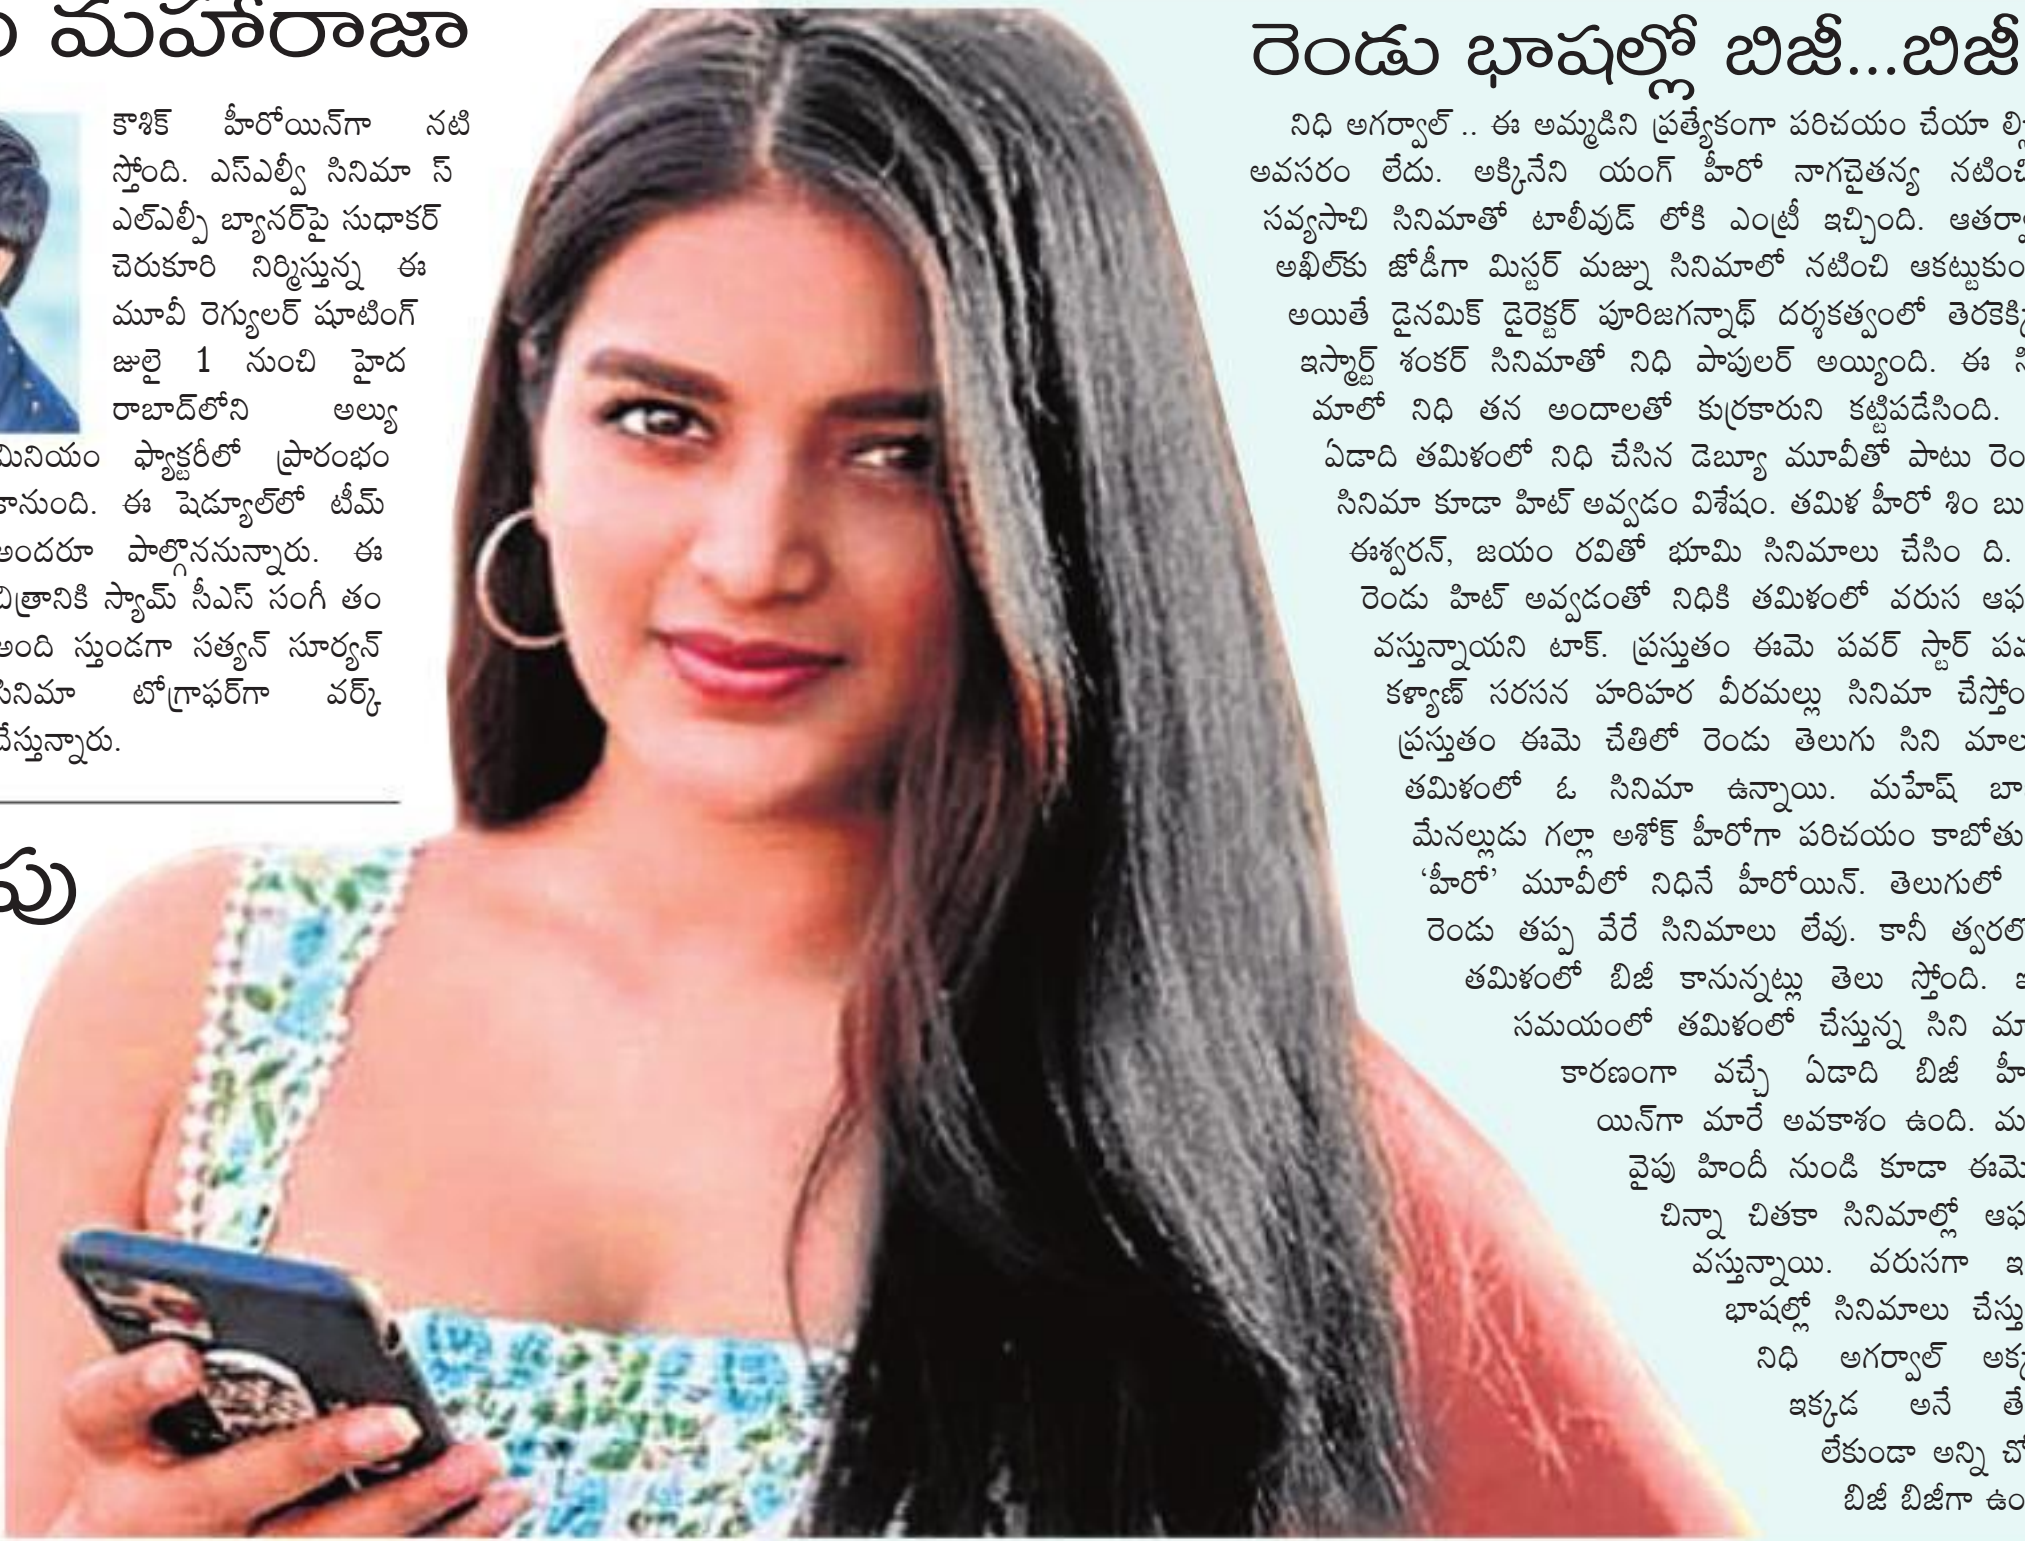 మహారాజా
కౌశిక్ హీరోయిన్‌గా నటి
స్తోంది. ఎస్ఎల్వీ సినిమా స్
ఎల్ఎల్పీ బ్యానర్‌పై సుధాకర్
చెరుకూరి నిర్మిస్తున్న ఈ
మూవీ రెగ్యులర్ షూటింగ్
జులై 1 నుంచి హైద
రాబాద్‌లోని అల్యు
మినియం ఫ్యాక్టరీలో ప్రారంభం
కానుంది. ఈ షెడ్యూల్‌లో టీమ్
అందరూ పాల్గొననున్నారు. ఈ
చిత్రానికి స్యామ్ సీఎస్ సంగీ తం
అంది స్తుండగా సత్యన్ సూర్యన్
సినిమా టోగ్రాఫర్‌గా వర్క్
చేస్తున్నారు.
పు
రెండు భాషల్లో బిజీ...బిజీ
నిధి అగర్వాల్ .. ఈ అమ్మడిని ప్రత్యేకంగా పరిచయం చేయా ల్సి
అవసరం లేదు. అక్కినేని యంగ్ హీరో నాగచైతన్య నటించి
సవ్యసాచి సినిమాతో టాలీవుడ్ లోకి ఎంట్రీ ఇచ్చింది. ఆతర్వా
అఖిల్‌కు జోడీగా మిస్టర్ మజ్ను సినిమాలో నటించి ఆకట్టుకుం
అయితే డైనమిక్ డైరెక్టర్ పూరిజగన్నాథ్ దర్శకత్వంలో తెరకెక్కి
ఇస్మార్ట్ శంకర్ సినిమాతో నిధి పాపులర్ అయ్యింది. ఈ సి
మాలో నిధి తన అందాలతో కుర్రకారుని కట్టిపడేసింది.
ఏడాది తమిళంలో నిధి చేసిన డెబ్యూ మూవీతో పాటు రెం
సినిమా కూడా హిట్ అవ్వడం విశేషం. తమిళ హీరో శిం బు
ఈశ్వరన్, జయం రవితో భూమి సినిమాలు చేసిం ది.
రెండు హిట్ అవ్వడంతో నిధికి తమిళంలో వరుస ఆఫ
వస్తున్నాయని టాక్. ప్రస్తుతం ఈమె పవర్ స్టార్ పవ
కళ్యాణ్ సరసన హరిహర వీరమల్లు సినిమా చేస్తోం
ప్రస్తుతం ఈమె చేతిలో రెండు తెలుగు సిని మాల
తమిళంలో ఓ సినిమా ఉన్నాయి. మహేష్ బా
మేనల్లుడు గల్లా అశోక్ హీరోగా పరిచయం కాబోతు
‘హీరో’ మూవీలో నిధినే హీరోయిన్. తెలుగులో
రెండు తప్ప వేరే సినిమాలు లేవు. కానీ త్వరలో
తమిళంలో బిజీ కానున్నట్లు తెలు స్తోంది. ఇ
సమయంలో తమిళంలో చేస్తున్న సిని మా
కారణంగా వచ్చే ఏడాది బిజీ హీ
యిన్‌గా మారే అవకాశం ఉంది. మ
వైపు హిందీ నుండి కూడా ఈమె
చిన్నా చితకా సినిమాల్లో ఆఫ
వస్తున్నాయి. వరుసగా ఇ
భాషల్లో సినిమాలు చేస్తు
నిధి అగర్వాల్ అక్క
ఇక్కడ అనే తే
లేకుండా అన్ని చో
బిజీ బిజీగా ఉం